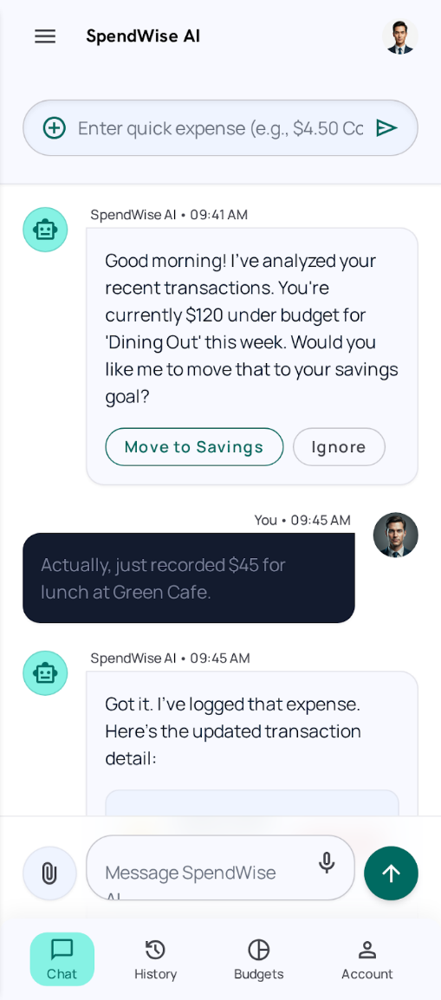 SpendWise AI
Enter quick expense (e.g., $4.50 Co
SpendWise AI • 09:41 AM
Good morning! I've analyzed your
recent transactions. You're
currently $120 under budget for
'Dining Out' this week. Would you
like me to move that to your savings
goal?
Move to Savings
Ignore
You • 09:45 AM
Actually, just recorded $45 for
lunch at Green Cafe.
SpendWise AI • 09:45 AM
Got it. I've logged that expense.
Here's the updated transaction
detail:
Message SpendWise
AI
Chat
History
Budgets
Account